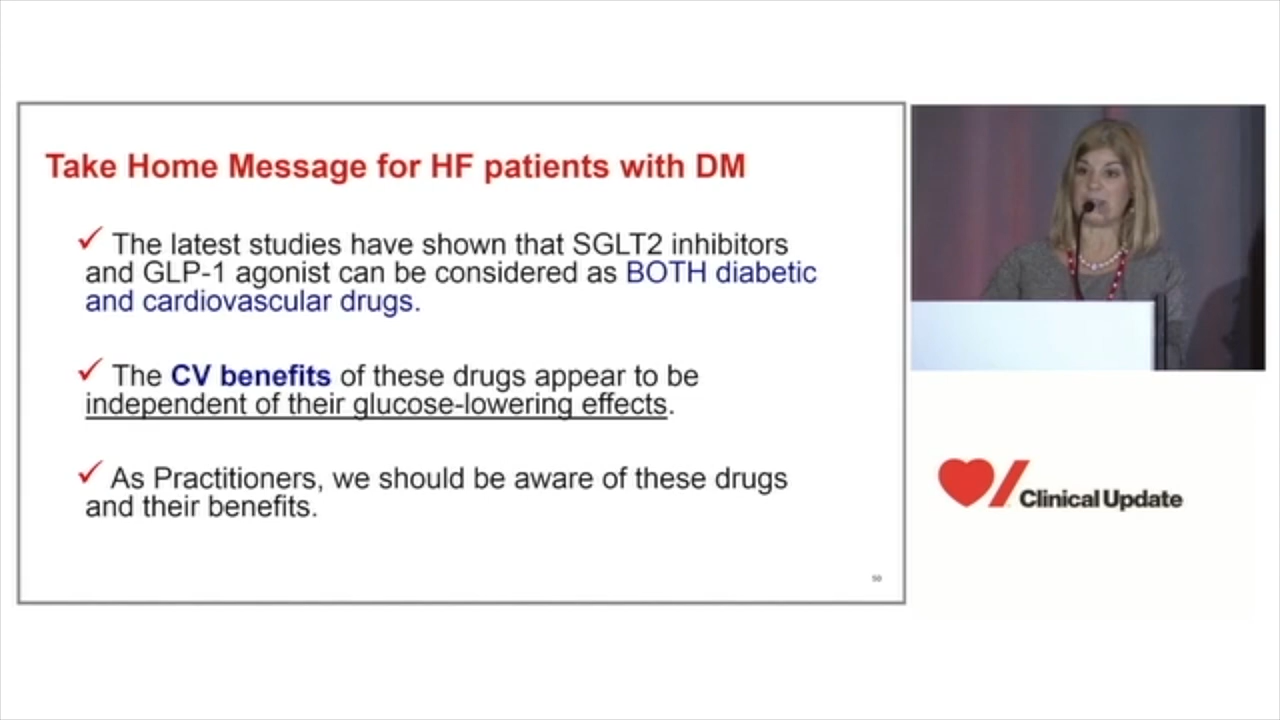 Take Home Message for HF patients with DM
✓ The latest studies have shown that SGLT2 inhibitors
and GLP-1 agonist can be considered as BOTH diabetic
and cardiovascular drugs.
✓ The CV benefits of these drugs appear to be
independent of their glucose-lowering effects.
✓ As Practitioners, we should be aware of these drugs
and their benefits.
50
Clinical Update